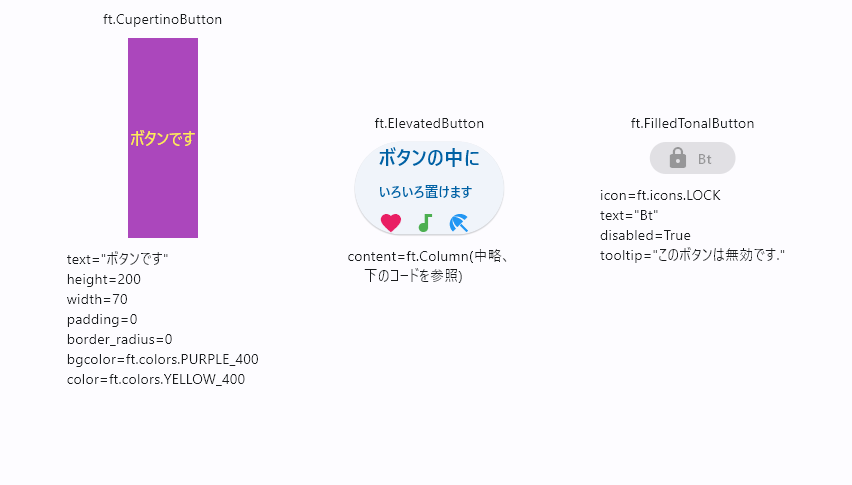 ft.CupertinoButton
ボタンです
text="ボタンです"
height=200
width=70
padding=0
border_radius=0
bgcolor=ft.colors.PURPLE_400
color=ft.colors.YELLOW_400
ft.ElevatedButton
ボタンの中に
いろいろ置けます
content=ft.Column(中略、
下のコードを参照)
ft.FilledTonalButton
Bt
icon=ft.icons.LOCK
text="Bt"
disabled=True
tooltip="このボタンは無効です."